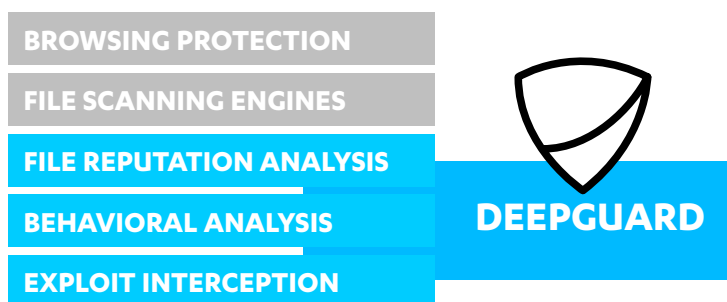 BROWSING PROTECTION
FILE SCANNING ENGINES
FILE REPUTATION ANALYSIS
BEHAVIORAL ANALYSIS
EXPLOIT INTERCEPTION
DEEPGUARD